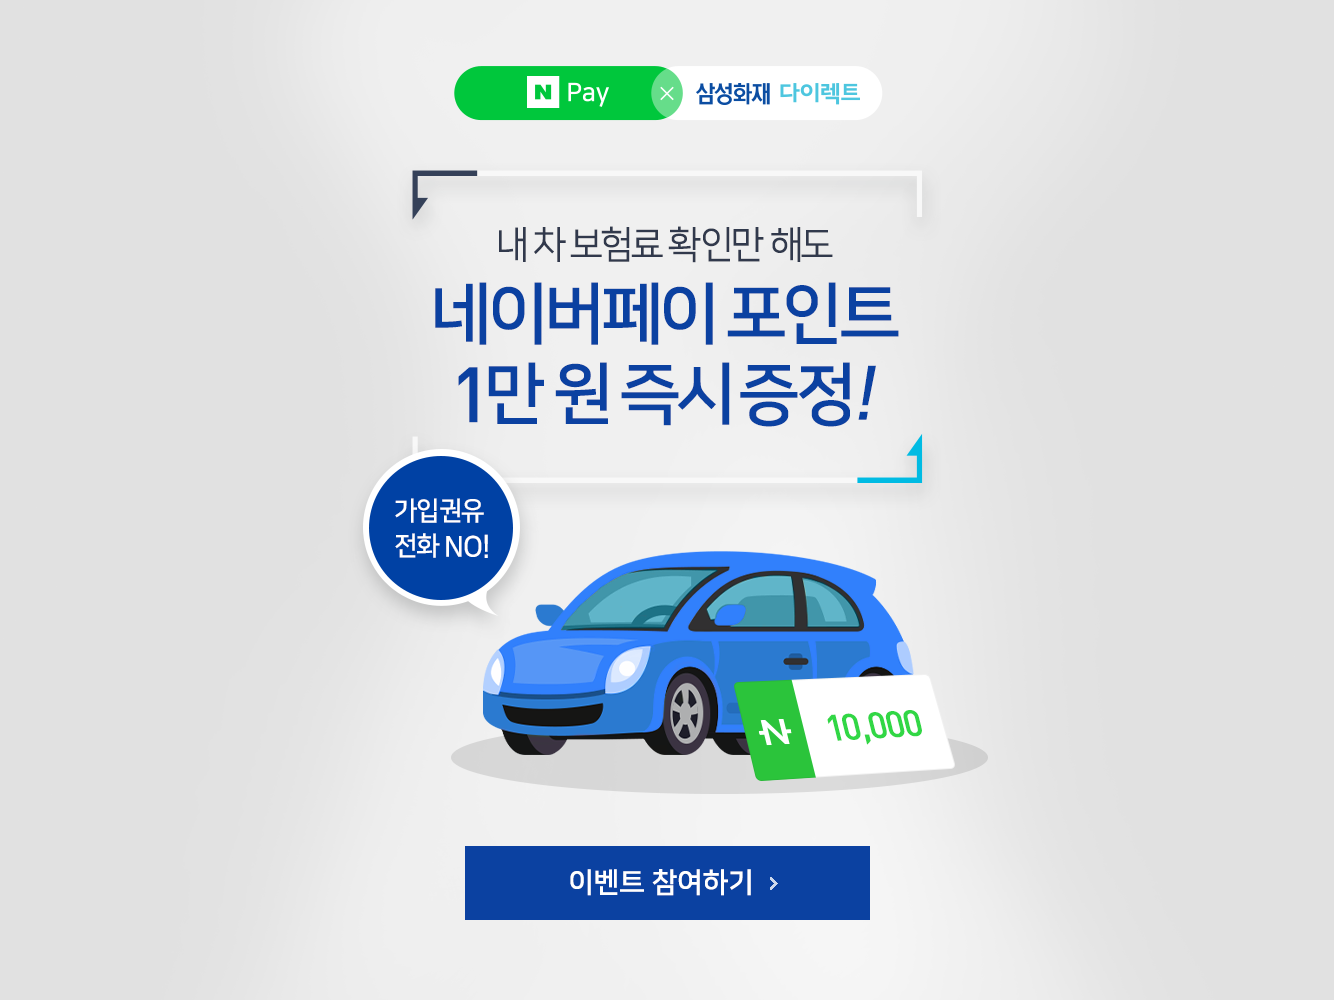 N Pay × 삼성화재 다이렉트
내 차 보험료 확인만 해도
네이버페이 포인트
1만 원 즉시 증정!
가입권유
전화 NO!
N 10,000
이벤트 참여하기 >